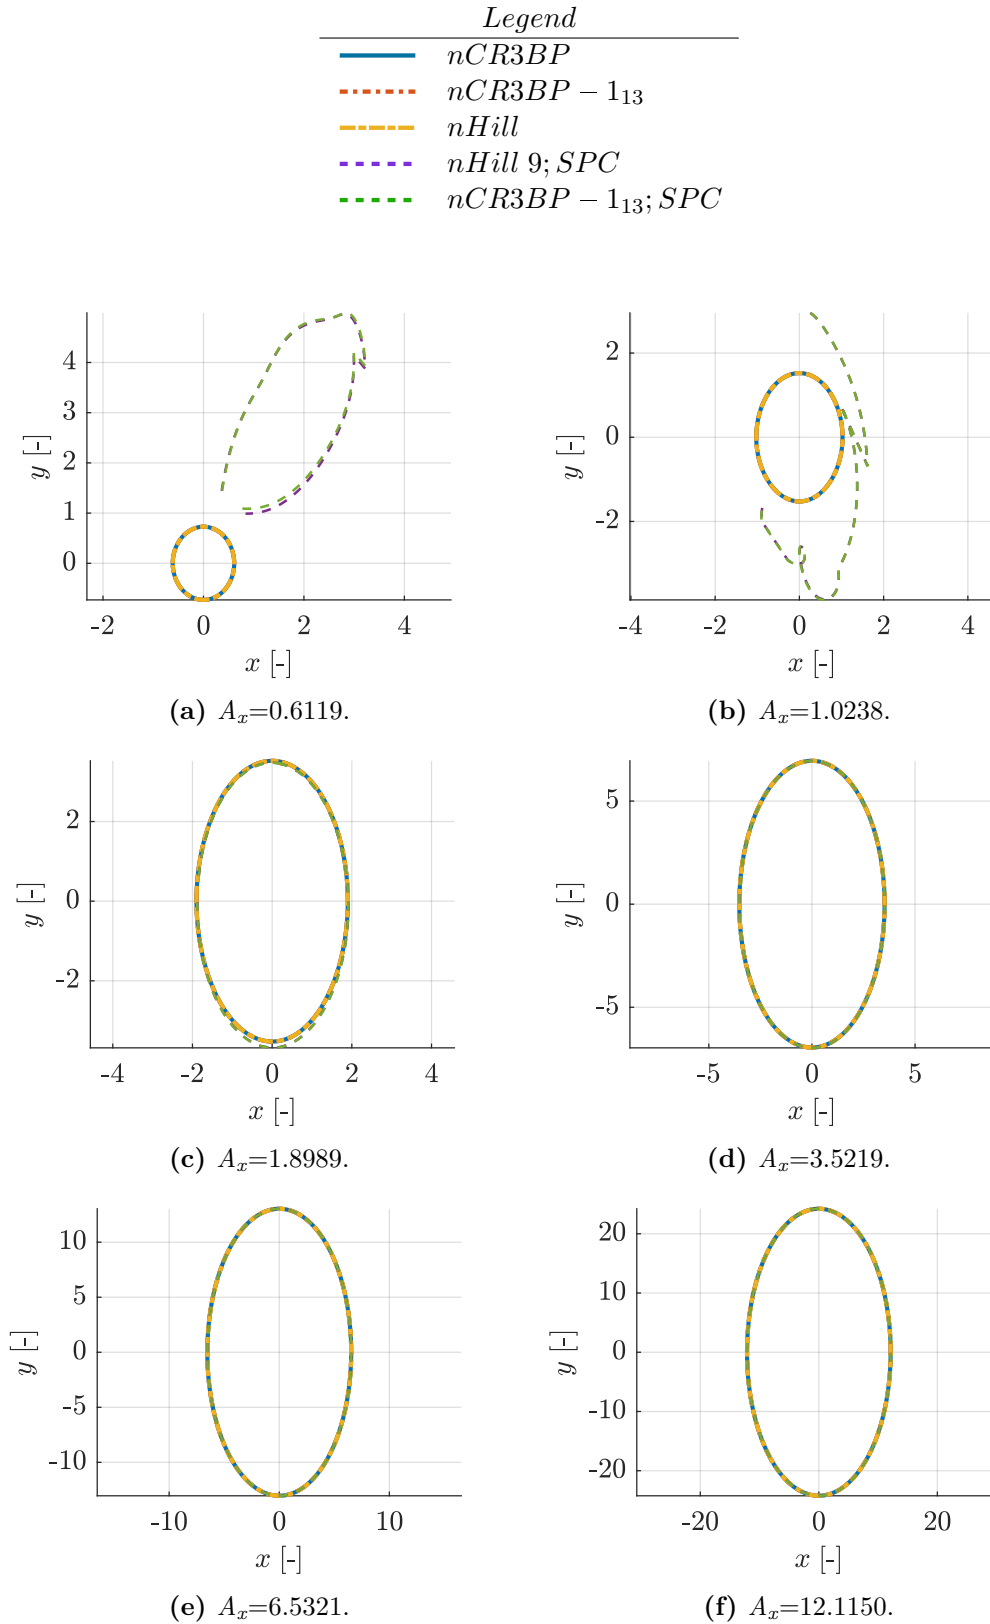 Legend
nCR3BP
nCR3BP − 1₁₃
nHill
nHill 9; SPC
nCR3BP − 1₁₃; SPC
4
3
2
1
0
y [-]
-2 0 2 4
x [-]
(a) Aₓ=0.6119.
2
0
-2
y [-]
-4 -2 0 2 4
x [-]
(b) Aₓ=1.0238.
2
0
-2
y [-]
-4 -2 0 2 4
x [-]
(c) Aₓ=1.8989.
5
0
-5
y [-]
-5 0 5
x [-]
(d) Aₓ=3.5219.
10
5
0
-5
-10
y [-]
-10 0 10
x [-]
(e) Aₓ=6.5321.
20
10
0
-10
-20
y [-]
-20 0 20
x [-]
(f) Aₓ=12.1150.